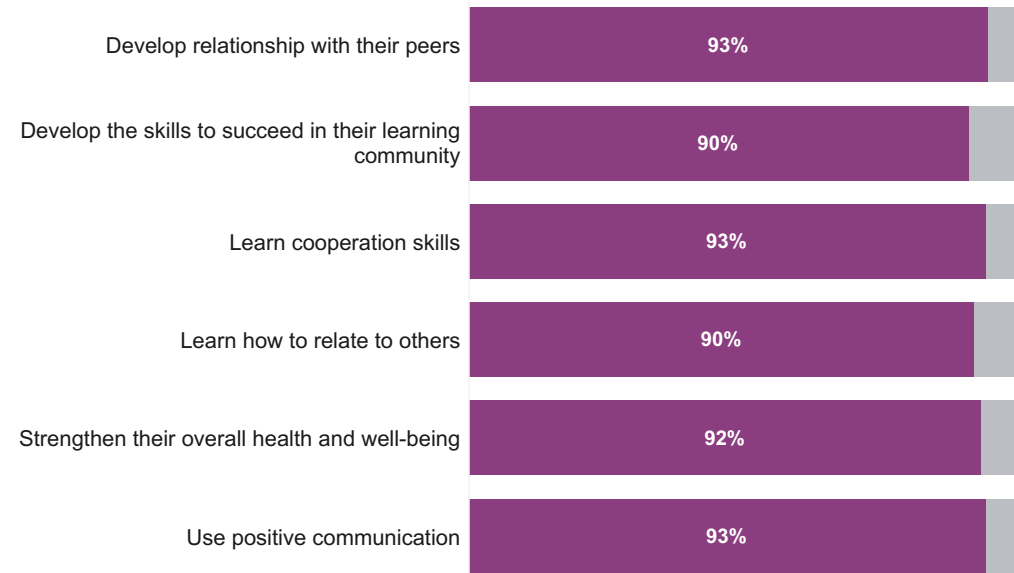 Develop relationship with their peers
93%
Develop the skills to succeed in their learning
community
90%
Learn cooperation skills
93%
Learn how to relate to others
90%
Strengthen their overall health and well-being
92%
Use positive communication
93%